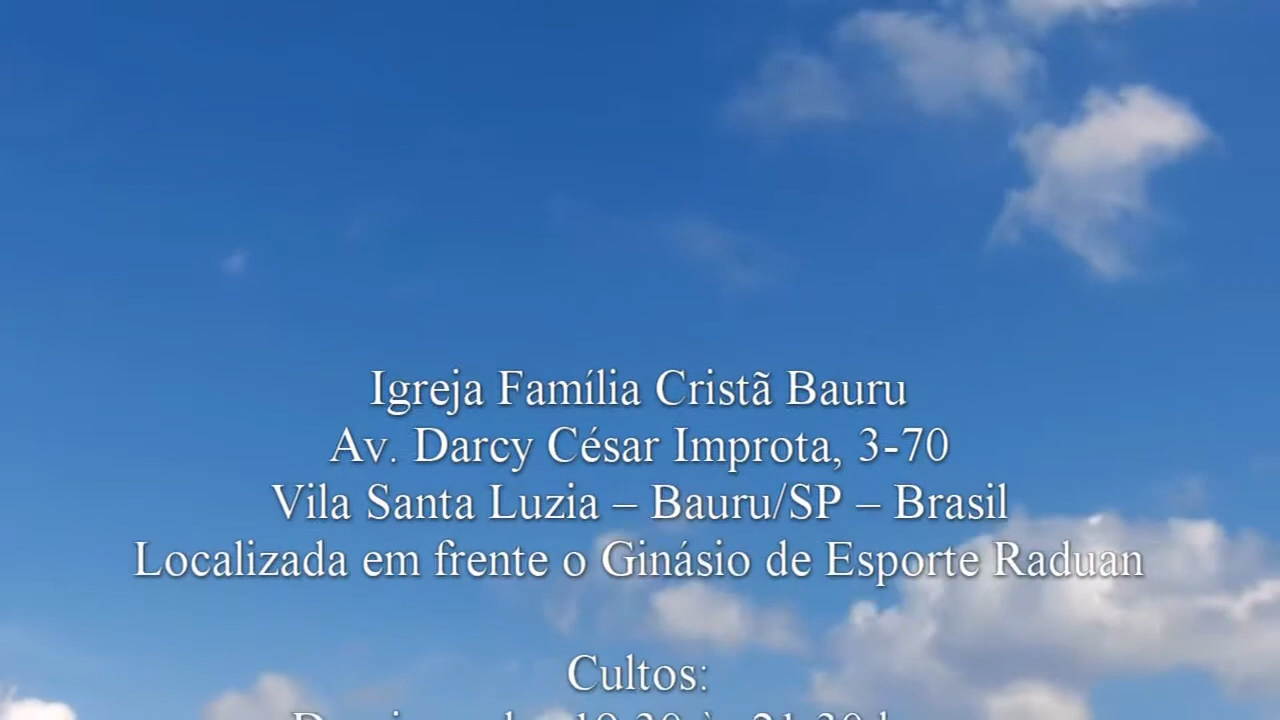 Igreja Família Cristã Bauru
Av. Darcy César Improta, 3-70
Vila Santa Luzia – Bauru/SP – Brasil
Localizada em frente o Ginásio de Esporte Raduan
Cultos: